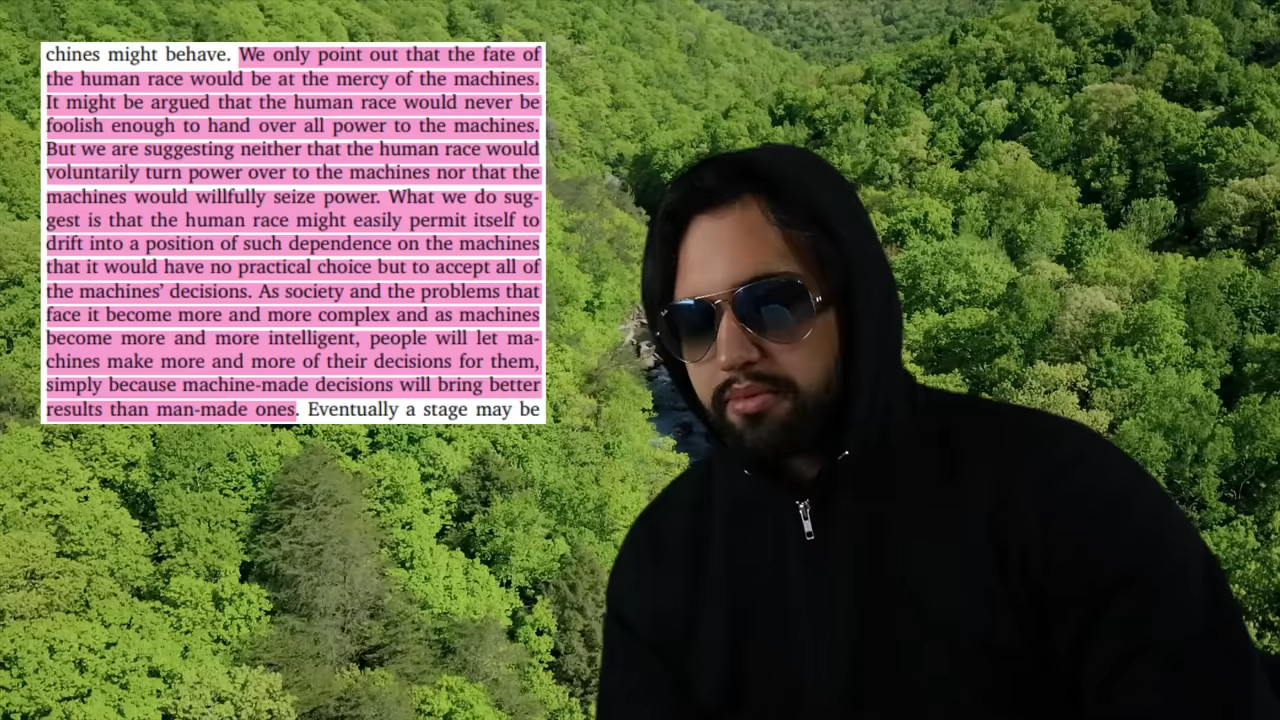 chines might behave. We only point out that the fate of
the human race would be at the mercy of the machines.
It might be argued that the human race would never be
foolish enough to hand over all power to the machines.
But we are suggesting neither that the human race would
voluntarily turn power over to the machines nor that the
machines would willfully seize power. What we do sug-
gest is that the human race might easily permit itself to
drift into a position of such dependence on the machines
that it would have no practical choice but to accept all of
the machines’ decisions. As society and the problems that
face it become more and more complex and as machines
become more and more intelligent, people will let ma-
chines make more and more of their decisions for them,
simply because machine-made decisions will bring better
results than man-made ones. Eventually a stage may be